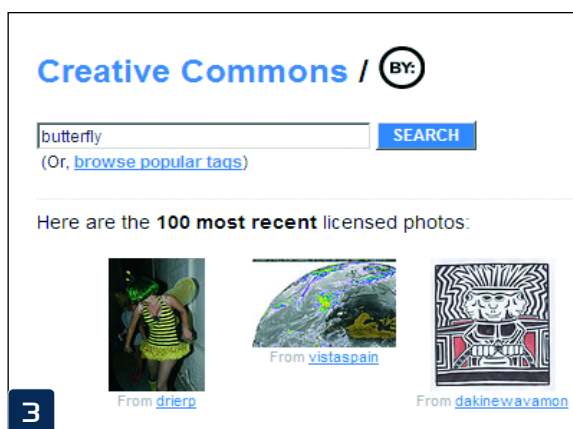 Creative Commons / BY:
butterfly SEARCH
(Or, browse popular tags)
Here are the 100 most recent licensed photos:
From drierp From vistaspain From dakinewavamon
3